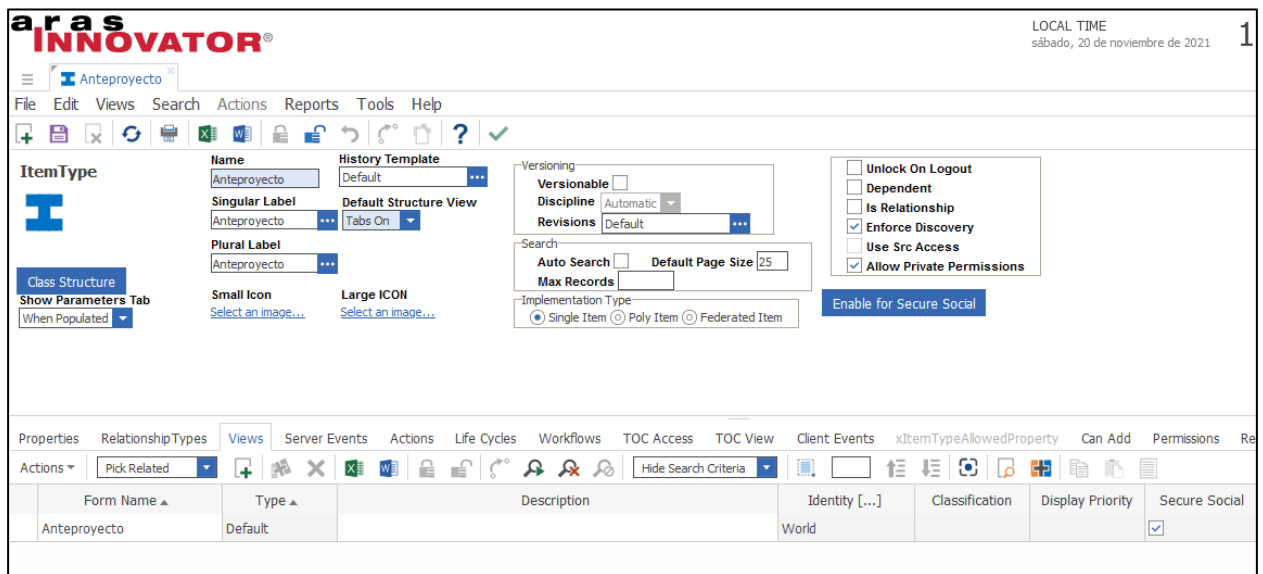 aras
INNOVATOR®
LOCAL TIME
sábado, 20 de noviembre de 2021
1
Anteproyecto
File Edit Views Search Actions Reports Tools Help
ItemType
Name
Anteproyecto
History Template
Default
Singular Label
Anteproyecto
Default Structure View
Tabs On
Plural Label
Anteproyecto
Class Structure
Show Parameters Tab
When Populated
Small Icon
Select an image...
Large ICON
Select an image...
Versioning
Versionable
Discipline Automatic
Revisions Default
Search
Auto Search Default Page Size 25
Max Records
Implementation Type
Single Item Poly Item Federated Item
Unlock On Logout
Dependent
Is Relationship
Enforce Discovery
Use Src Access
Allow Private Permissions
Enable for Secure Social
Properties RelationshipTypes Views Server Events Actions Life Cycles Workflows TOC Access TOC View Client Events xItemTypeAllowedProperty Can Add Permissions Re
Actions Pick Related Hide Search Criteria
Form Name Type Description Identity [...] Classification Display Priority Secure Social
Anteproyecto Default World